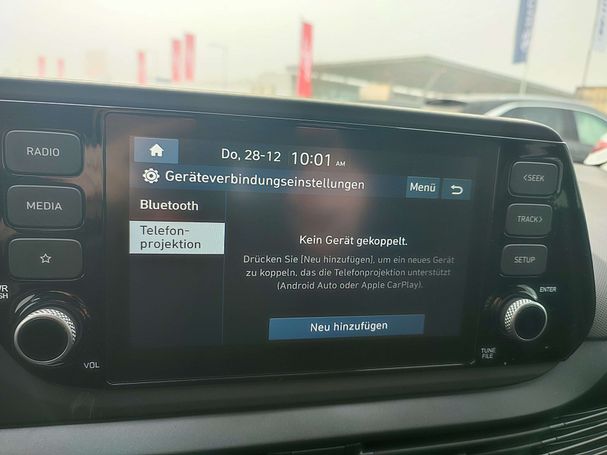 RADIO
MEDIA
VOL
Do, 28-12 10:01 AM
Geräteverbindungseinstellungen
Menü
Bluetooth
Telefon-
projektion
Kein Gerät gekoppelt.
Drücken Sie [Neu hinzufügen], um ein neues Gerät
zu koppeln, das die Telefonprojektion unterstützt
(Android Auto oder Apple CarPlay).
Neu hinzufügen
<SEEK
TRACK>
SETUP
ENTER
TUNE
FILE